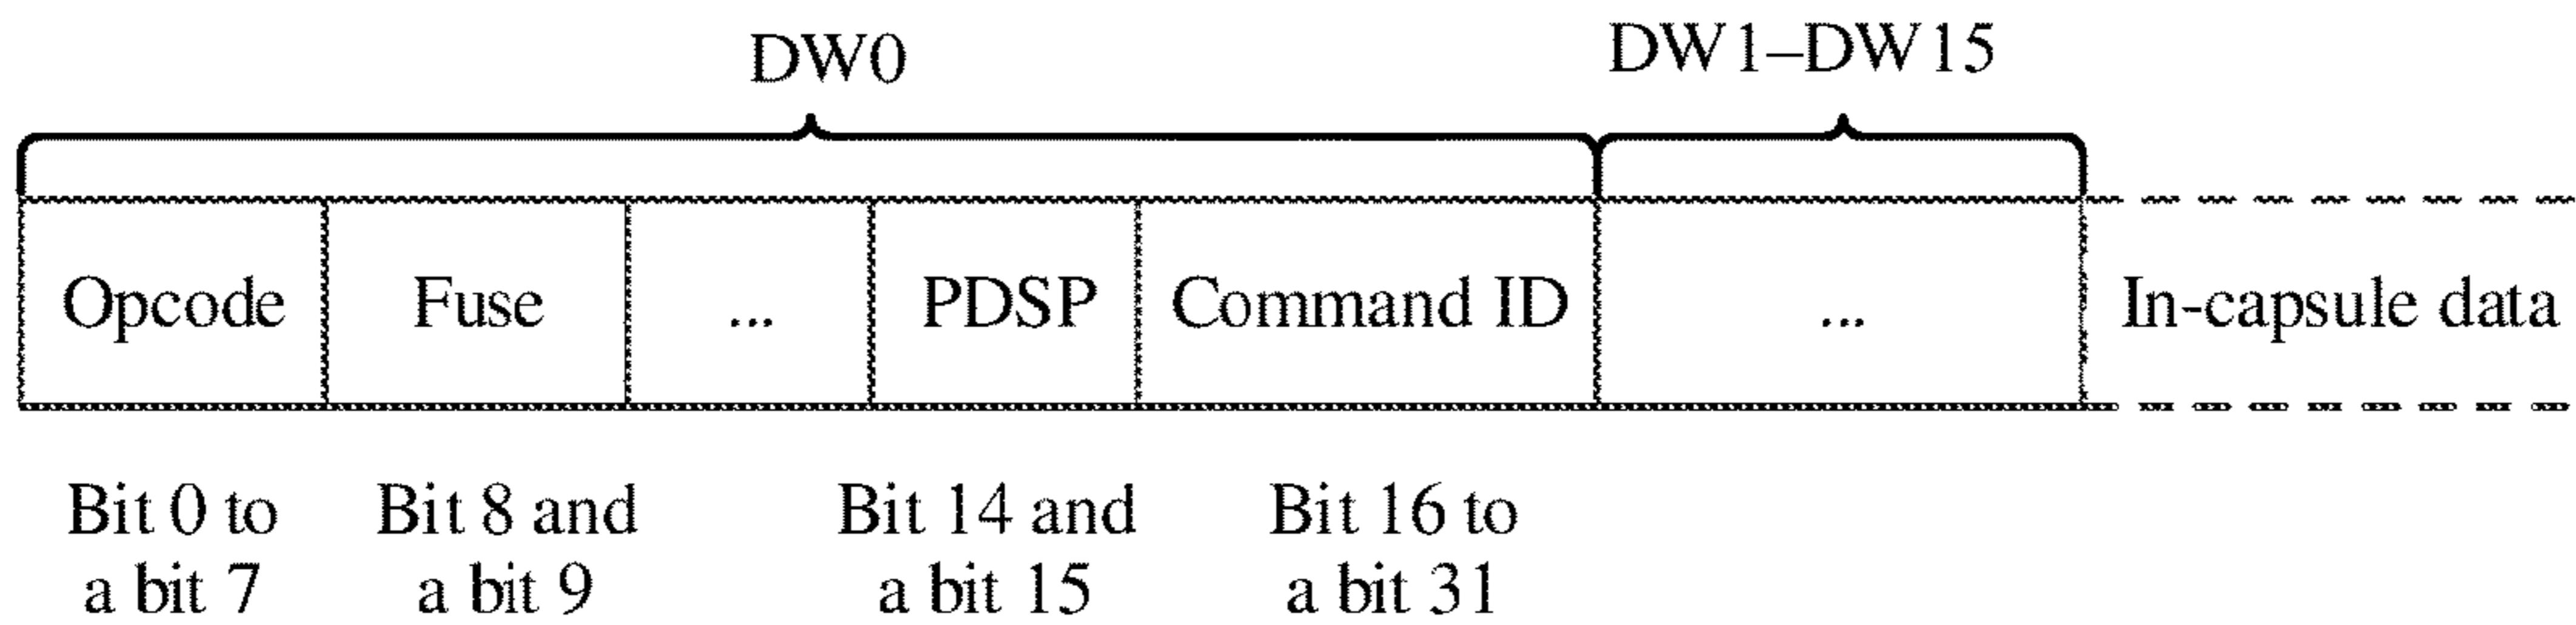 DW0
DW1–DW15
Opcode
Fuse
...
PDSP
Command ID
...
In-capsule data
Bit 0 to
a bit 7
Bit 8 and
a bit 9
Bit 14 and
a bit 15
Bit 16 to
a bit 31